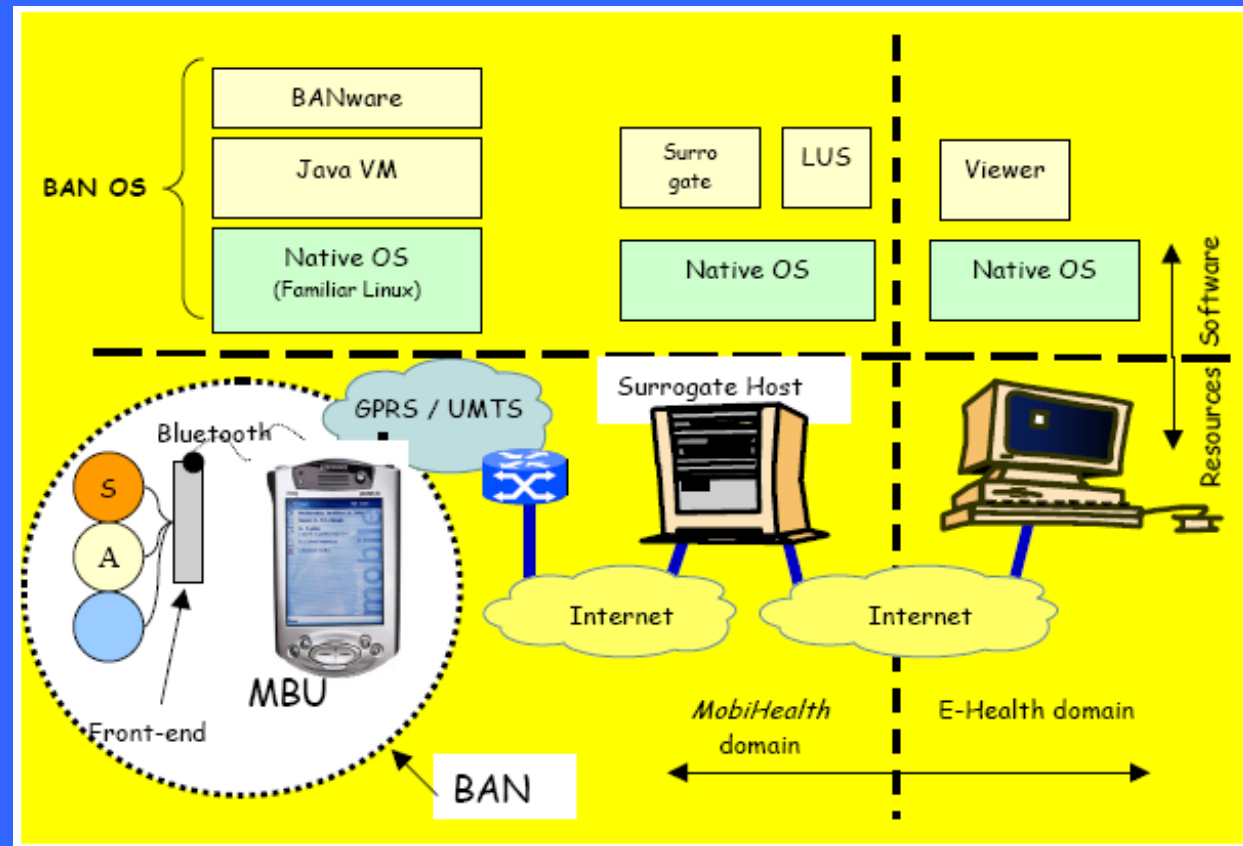 BANware
Java VM
BAN OS
Native OS
(Familiar Linux)
Surro
gate
LUS
Native OS
Viewer
Native OS
Software
Resources
GPRS / UMTS
Surrogate Host
Bluetooth
S
A
mobile
MBU
Front-end
BAN
Internet
Internet
MobiHealth
domain
E-Health domain